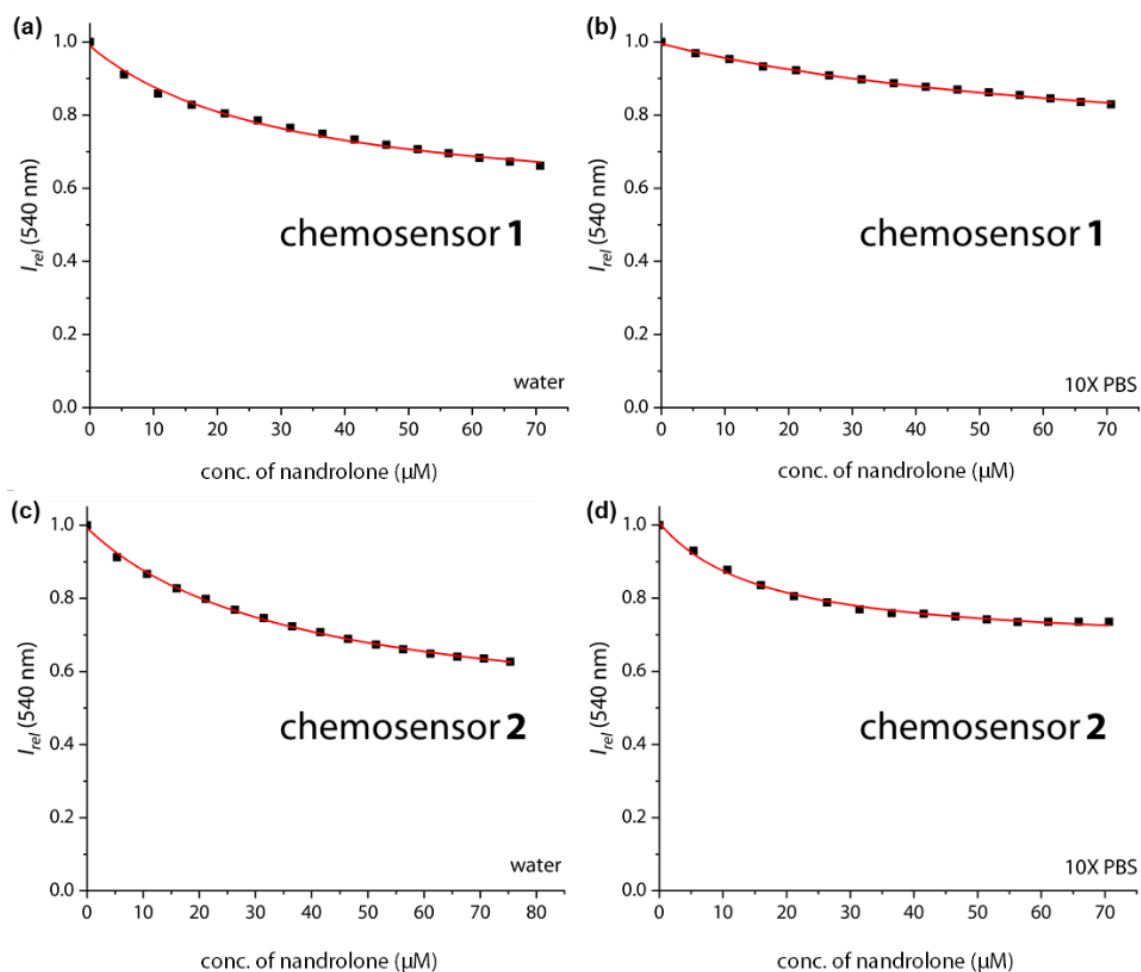 (a)
1.0
0.8
0.6
0.4
0.2
0.0
I_rel (540 nm)
chemosensor 1
water
0 10 20 30 40 50 60 70
conc. of nandrolone (μM)
(b)
1.0
0.8
0.6
0.4
0.2
0.0
I_rel (540 nm)
chemosensor 1
10X PBS
0 10 20 30 40 50 60 70
conc. of nandrolone (μM)
(c)
1.0
0.8
0.6
0.4
0.2
0.0
I_rel (540 nm)
chemosensor 2
water
0 10 20 30 40 50 60 70 80
conc. of nandrolone (μM)
(d)
1.0
0.8
0.6
0.4
0.2
0.0
I_rel (540 nm)
chemosensor 2
10X PBS
0 10 20 30 40 50 60 70
conc. of nandrolone (μM)